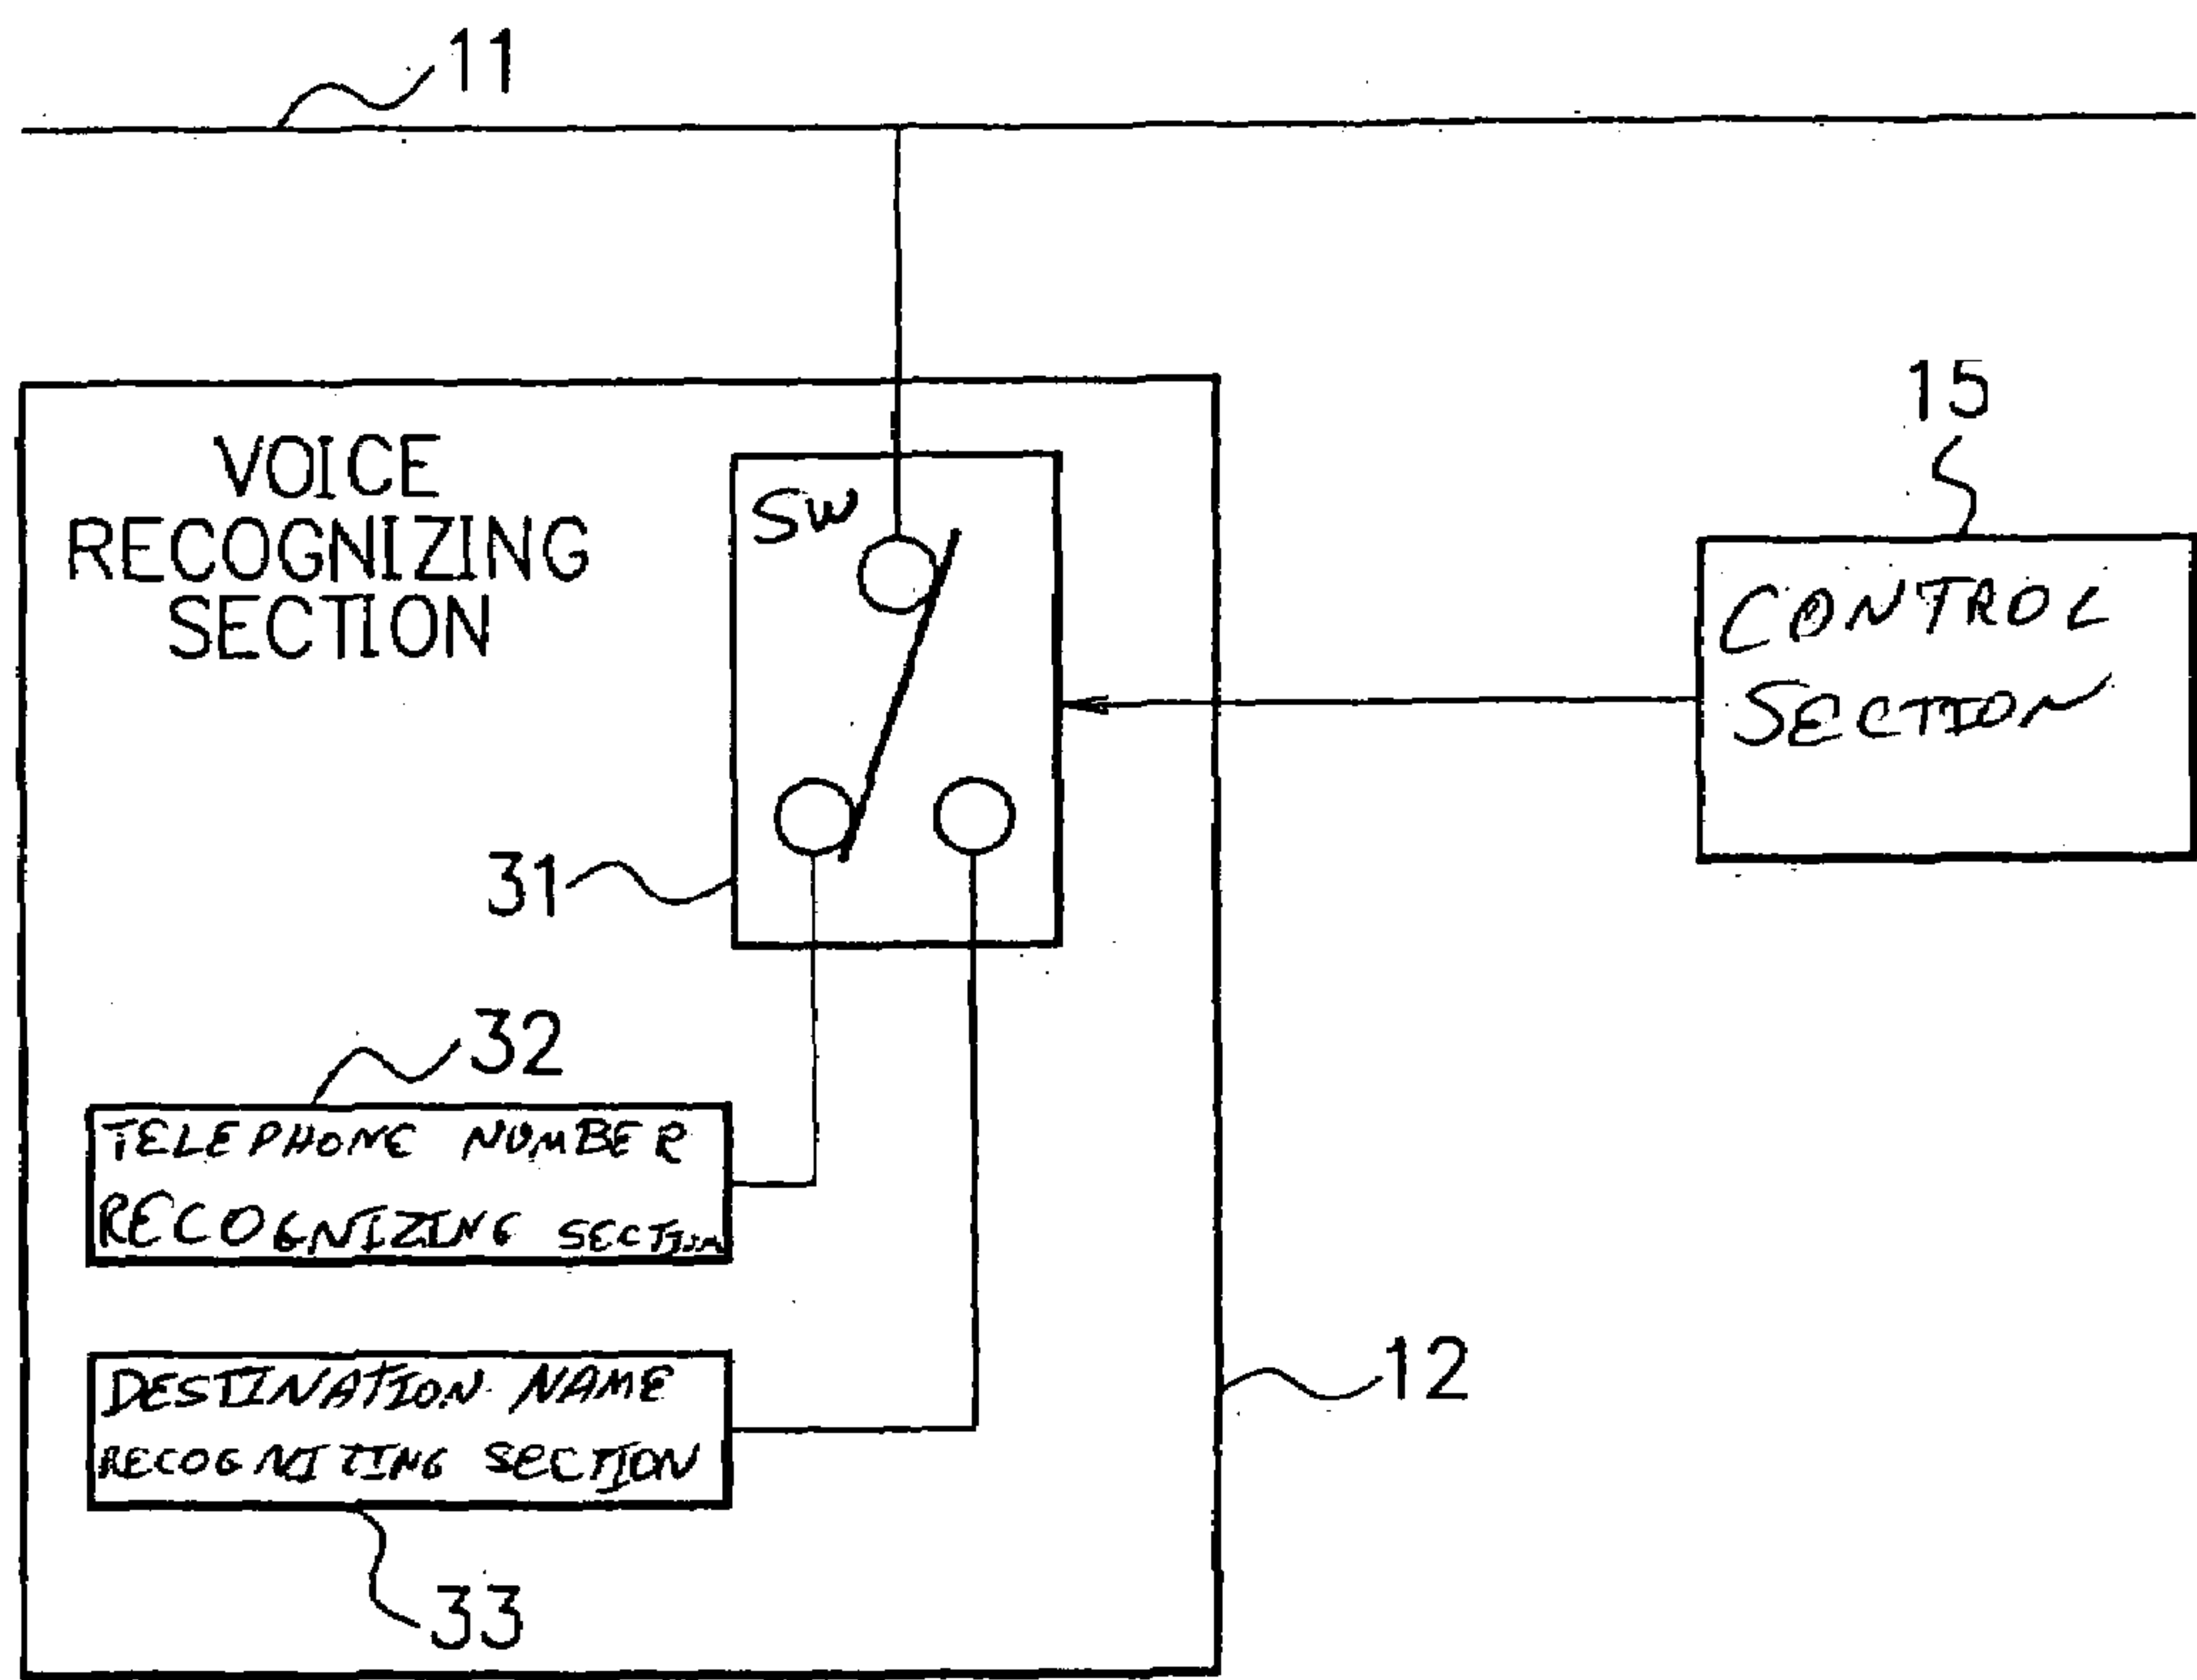 11
15
VOICE
RECOGNIZING
SECTION
SW
CONTROL
SECTION
31
32
TELEPHONE NUMBER
RECOGNIZING SECTION
12
DESTINATION NAME
RECOGNITTING SECTION
33